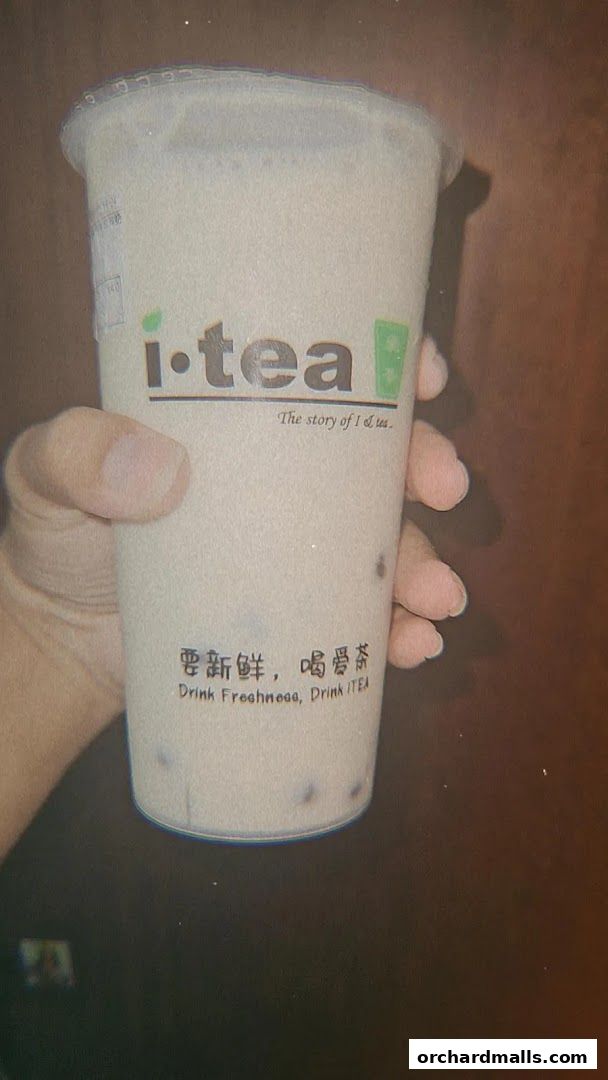 i•tea
The story of I & tea..
要新鲜，喝爱茶
Drink Freshness, Drink iTEA
orchardmalls.com